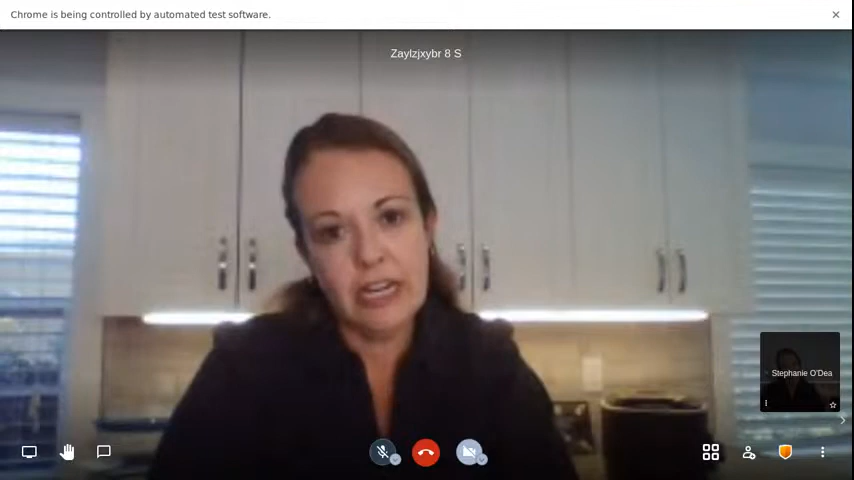 Chrome is being controlled by automated test software.
Zaylzjxybr 8 S
Stephanie O'Dea